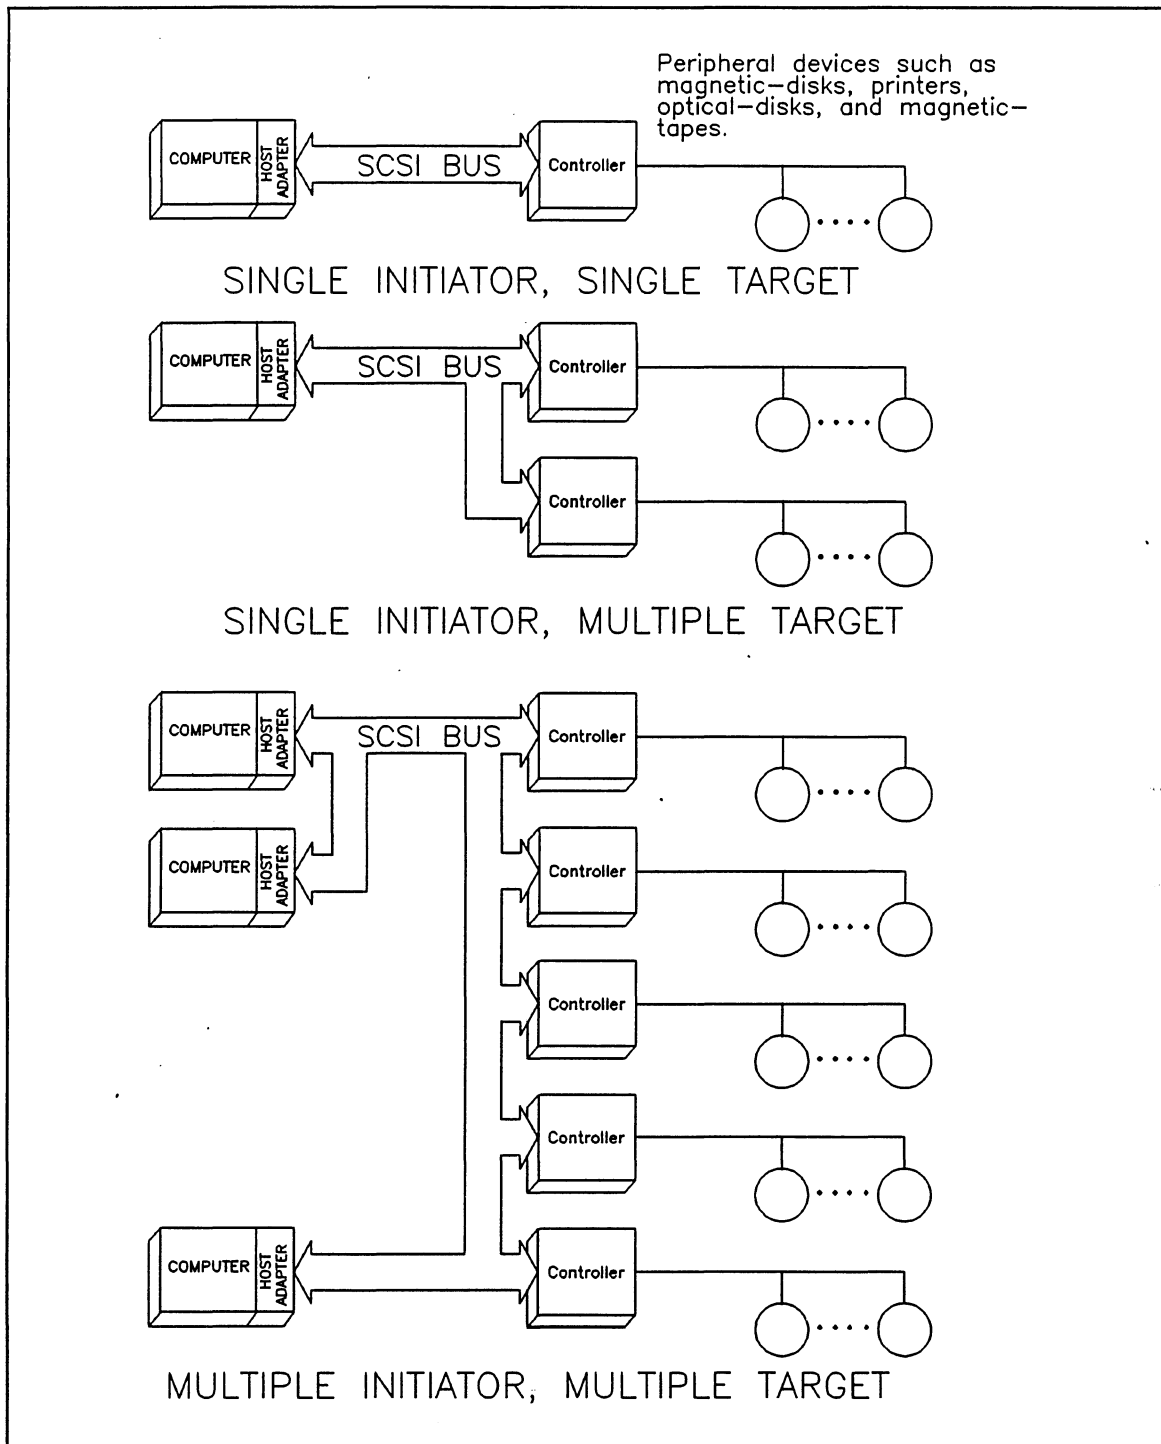 Peripheral devices such as
magnetic-disks, printers,
optical-disks, and magnetic-
tapes.
COMPUTER
HOST
ADAPTER
SCSI BUS
Controller
SINGLE INITIATOR, SINGLE TARGET
COMPUTER
HOST
ADAPTER
SCSI BUS
Controller
Controller
SINGLE INITIATOR, MULTIPLE TARGET
COMPUTER
HOST
ADAPTER
SCSI BUS
Controller
COMPUTER
HOST
ADAPTER
Controller
Controller
Controller
COMPUTER
HOST
ADAPTER
Controller
MULTIPLE INITIATOR, MULTIPLE TARGET